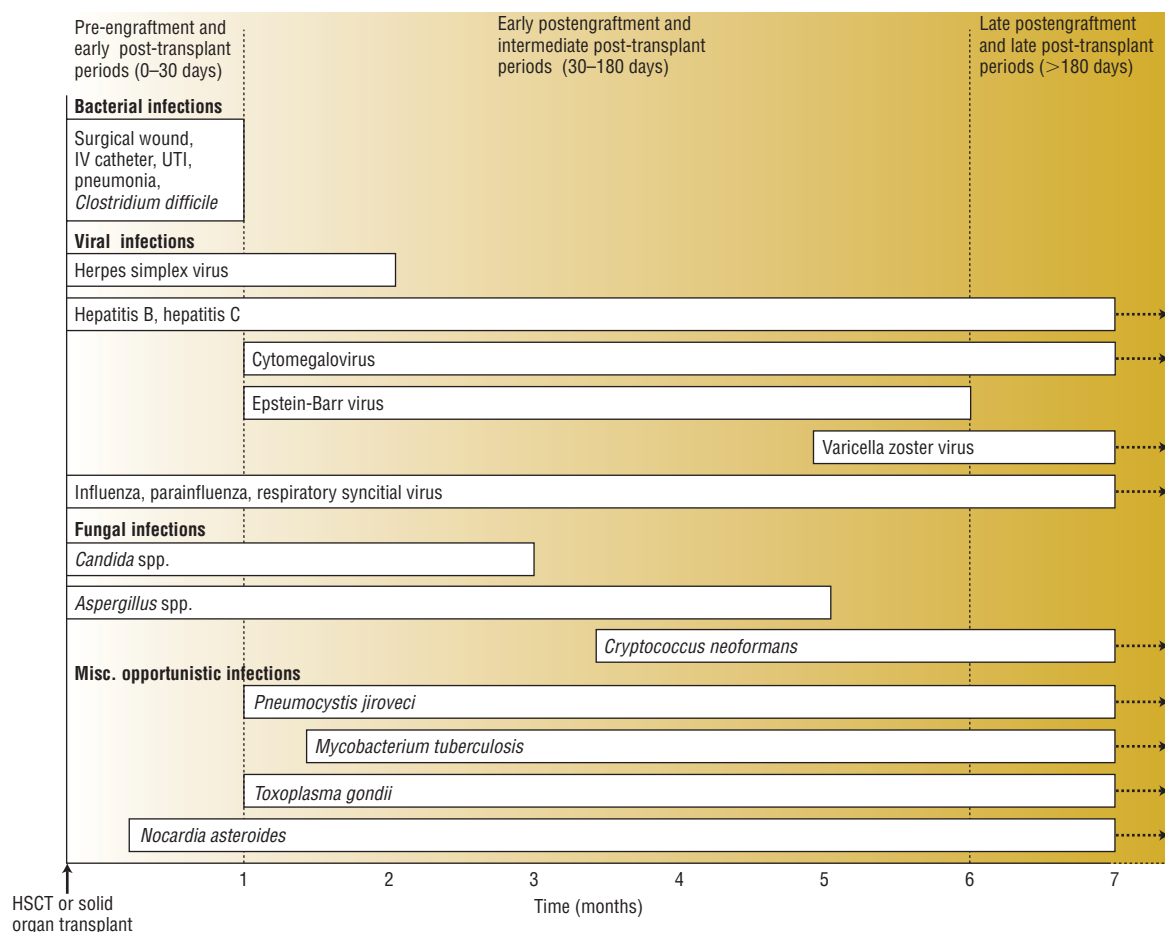 Pre-engraftment and
early post-transplant
periods (0–30 days)
Early postengraftment and
intermediate post-transplant
periods (30–180 days)
Late postengraftment
and late post-transplant
periods (>180 days)
Bacterial infections
Surgical wound,
IV catheter, UTI,
pneumonia,
Clostridium difficile
Viral infections
Herpes simplex virus
Hepatitis B, hepatitis C
Cytomegalovirus
Epstein-Barr virus
Varicella zoster virus
Influenza, parainfluenza, respiratory syncitial virus
Fungal infections
Candida spp.
Aspergillus spp.
Cryptococcus neoformans
Misc. opportunistic infections
Pneumocystis jiroveci
Mycobacterium tuberculosis
Toxoplasma gondii
Nocardia asteroides
1 2 3 4 5 6 7
HSCT or solid
organ transplant
Time (months)